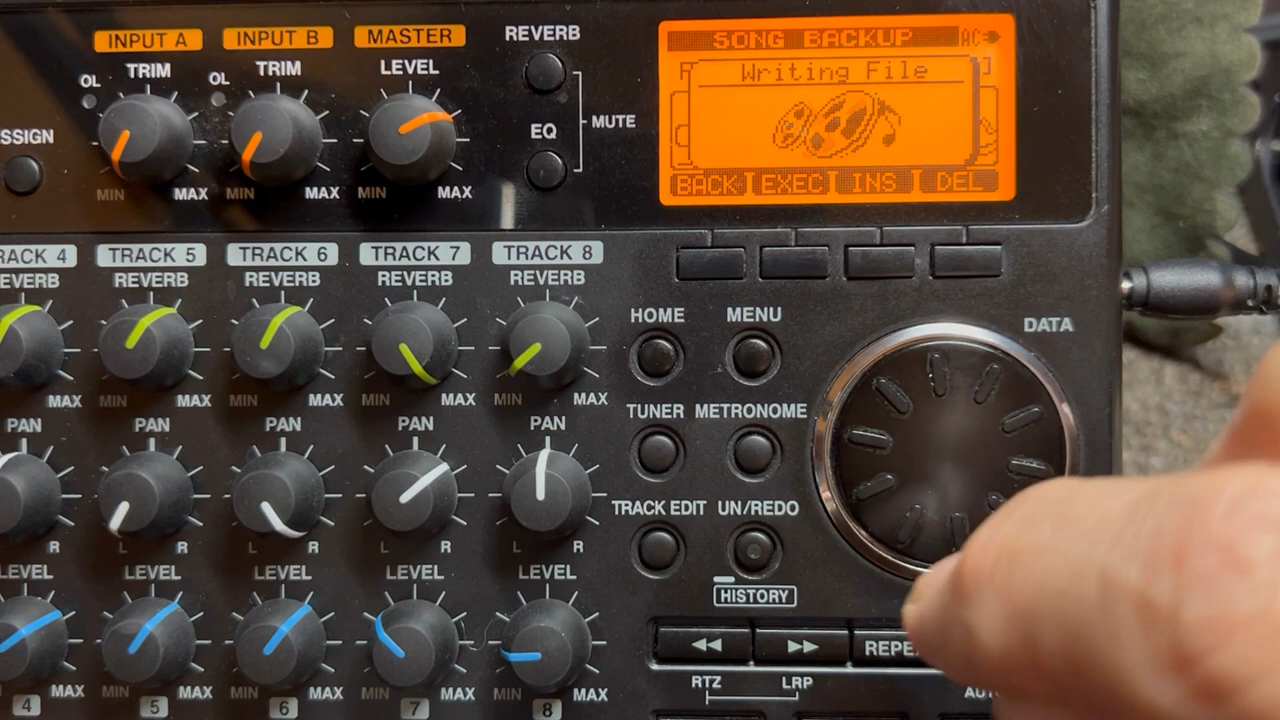 INPUT A
INPUT B
MASTER
REVERB
SONG BACKUP AC
Writing File
BACK EXEC INS DEL
OL TRIM OL TRIM LEVEL
EQ
MUTE
SSIGN
MIN MAX MIN MAX MIN MAX
RACK 4 TRACK 5 TRACK 6 TRACK 7 TRACK 8
EVERB REVERB REVERB REVERB REVERB
HOME MENU DATA
MAX MIN MAX MIN MAX MIN MAX MIN MAX
TUNER METRONOME
PAN PAN PAN PAN PAN
TRACK EDIT UN/REDO
R L R L R L R L R
LEVEL LEVEL LEVEL LEVEL LEVEL
HISTORY
REPE
RTZ LRP
MAX MIN MAX MIN MAX MIN MAX MIN MAX
AUTO
4 5 6 7 8